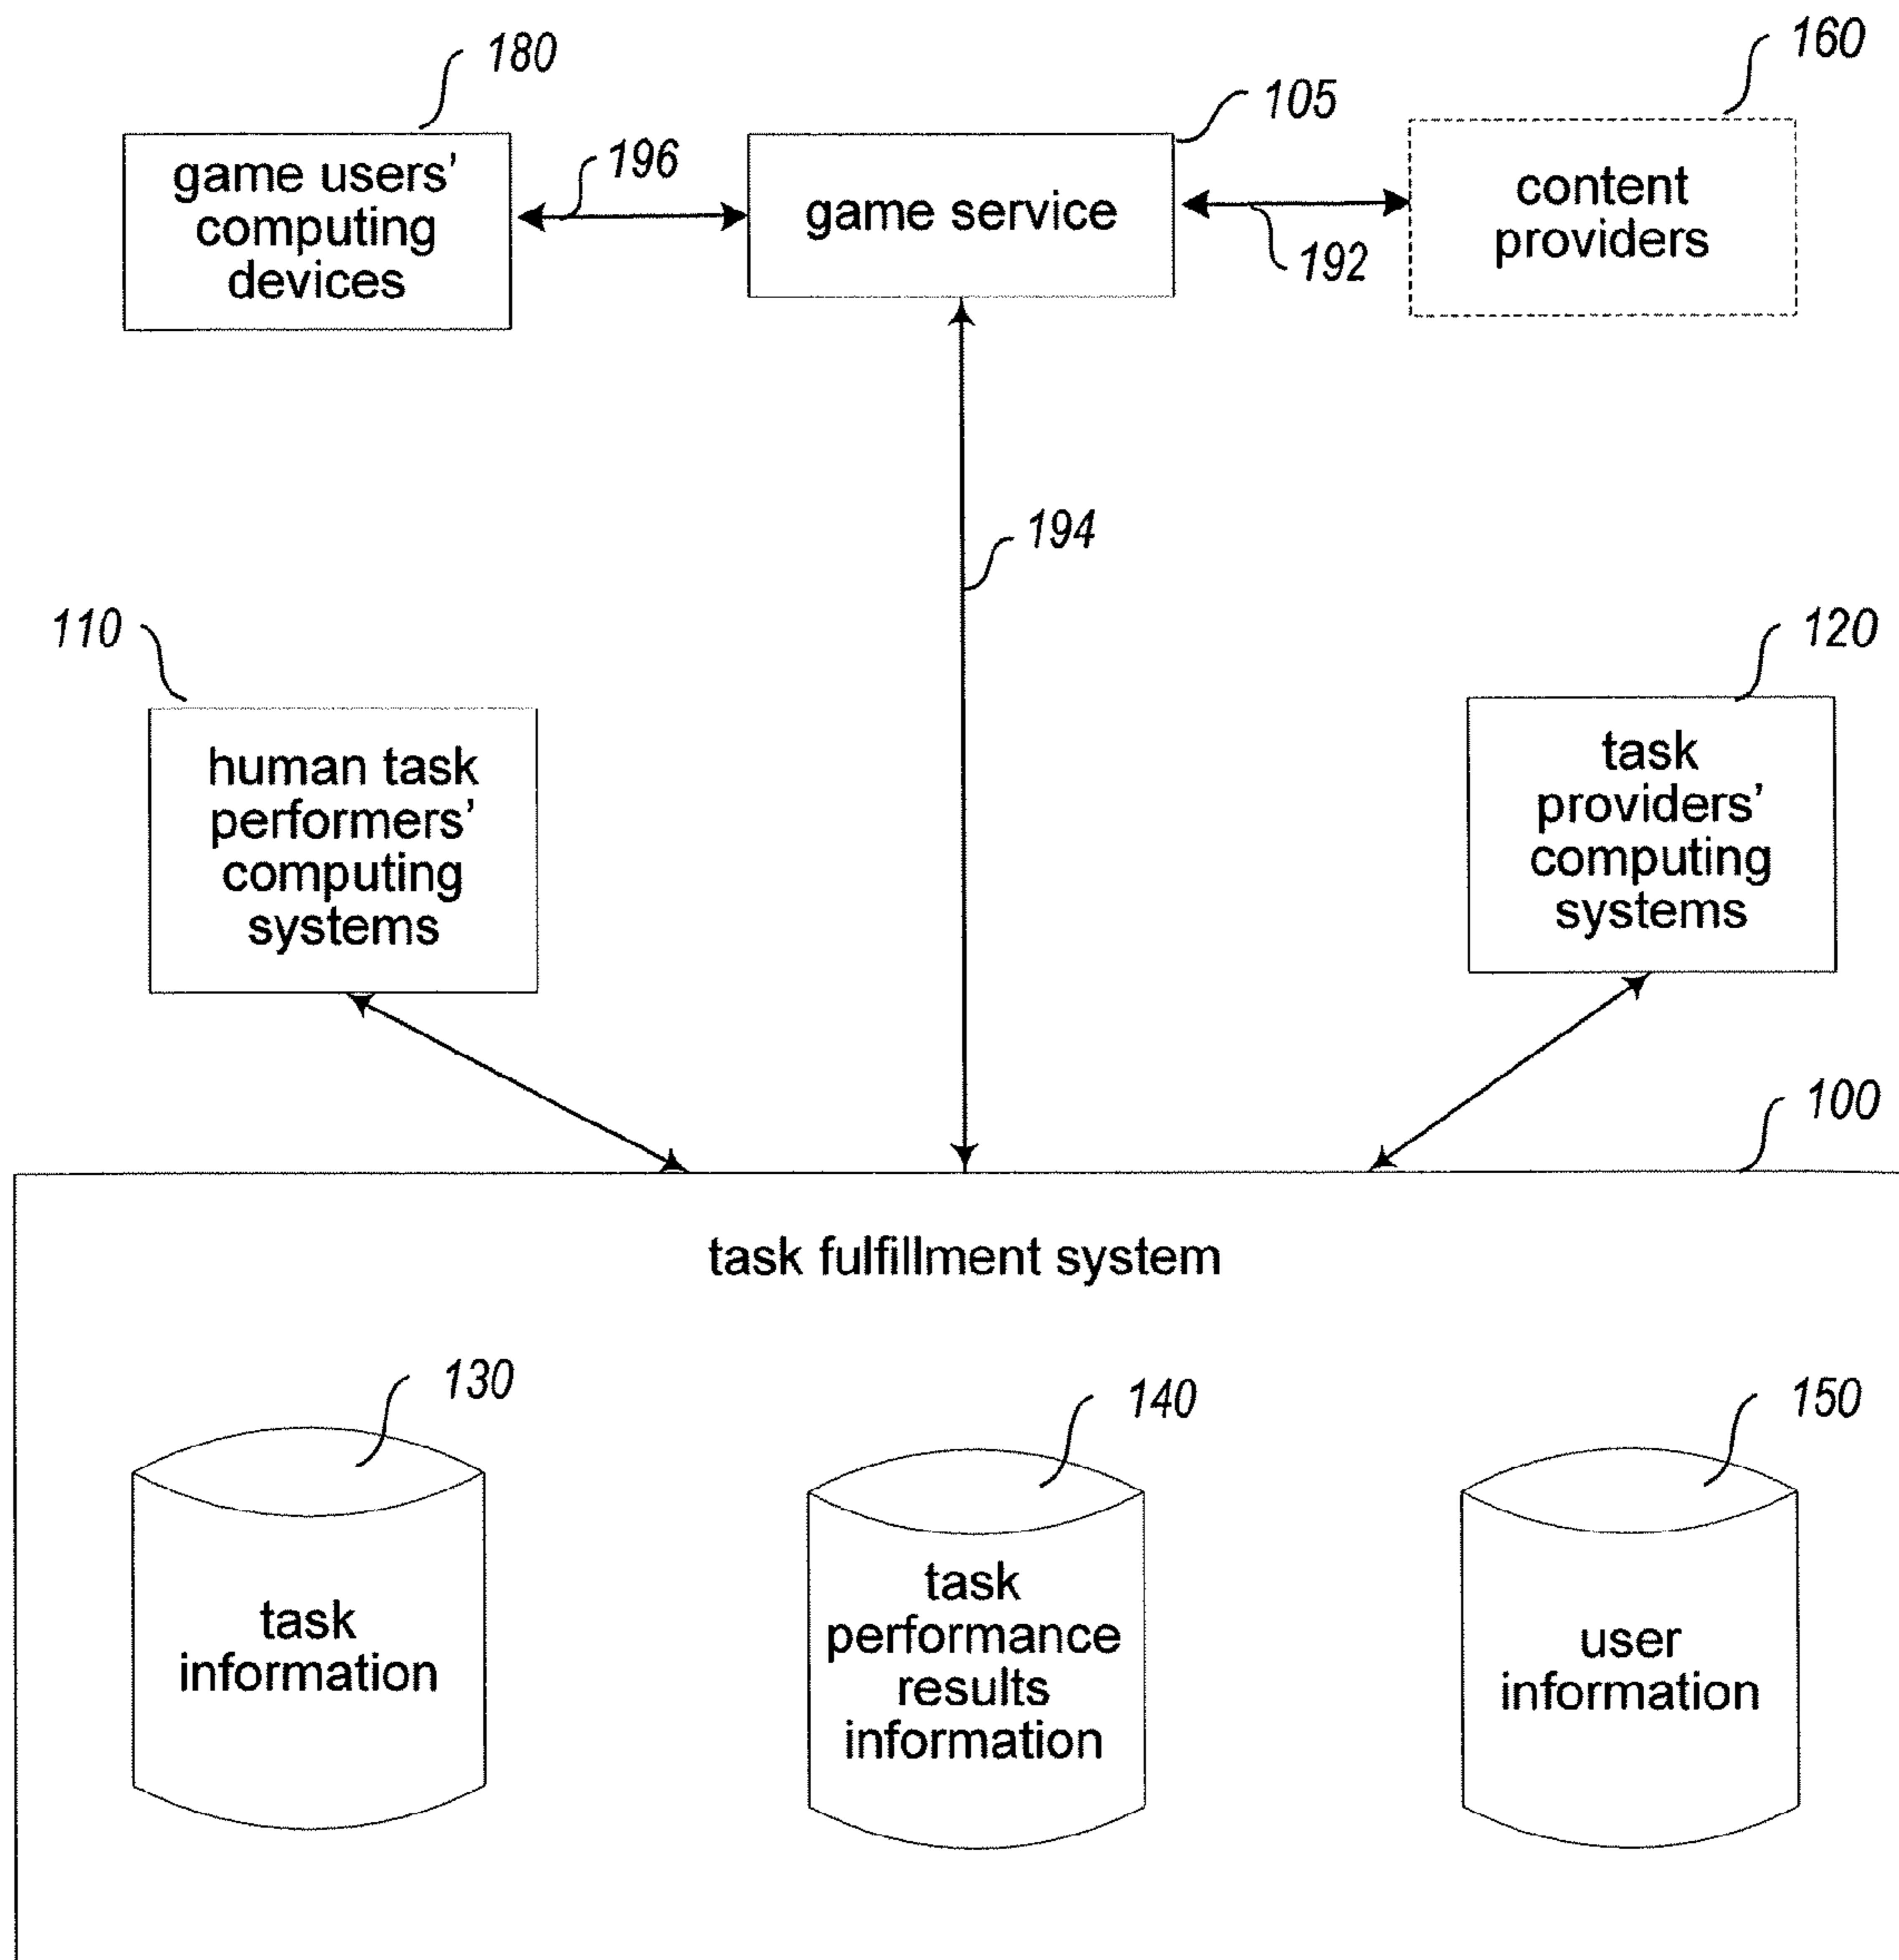 180
160
105
game users'
computing
devices
196
game service
192
content
providers
194
110
120
human task
performers'
computing
systems
task
providers'
computing
systems
100
task fulfillment system
130
140
150
task
information
task
performance
results
information
user
information